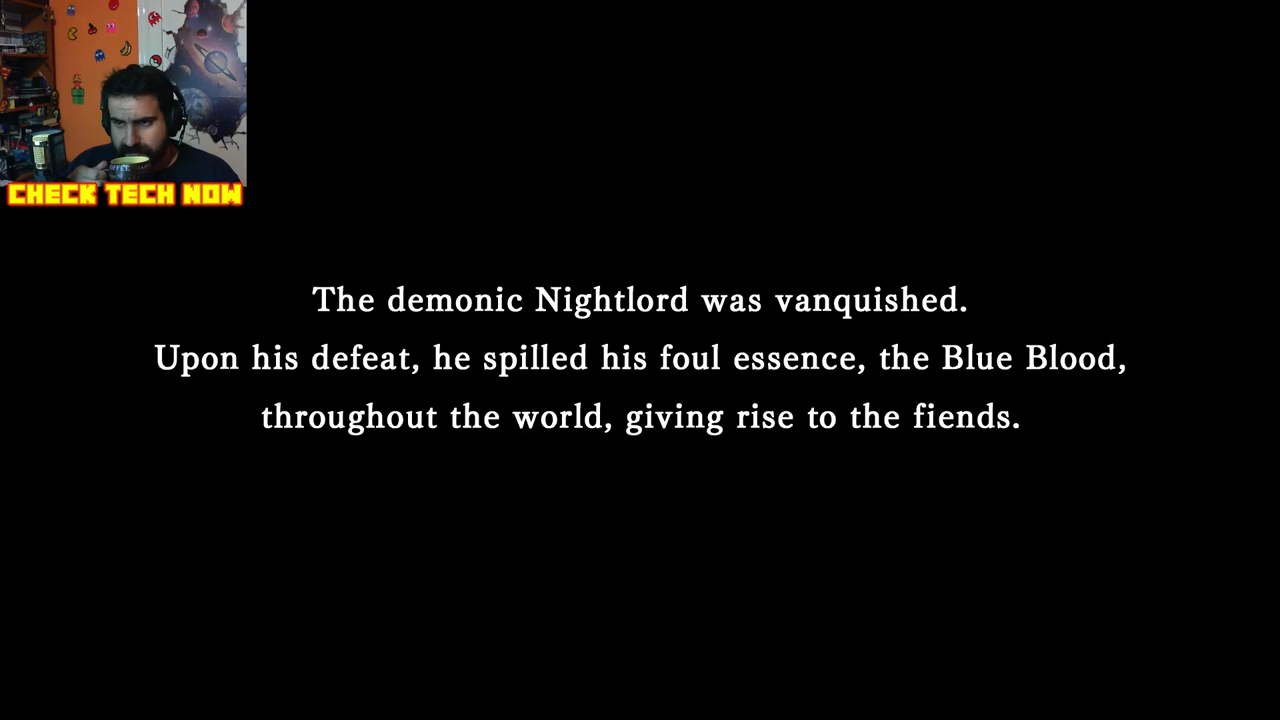 CHECK TECH NOW
The demonic Nightlord was vanquished.
Upon his defeat, he spilled his foul essence, the Blue Blood,
throughout the world, giving rise to the fiends.